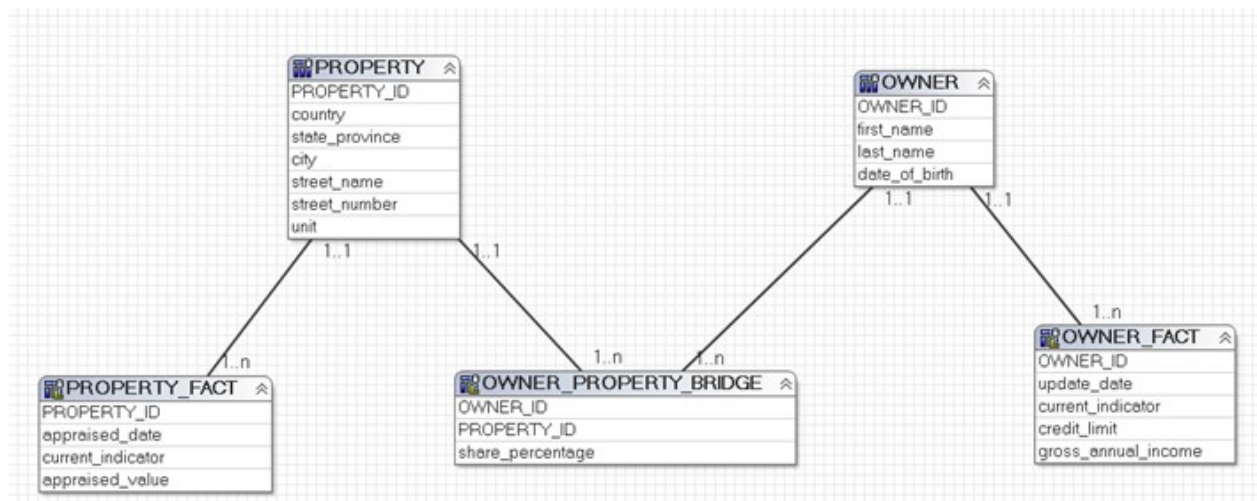 PROPERTY
PROPERTY_ID
country
state_province
city
street_name
street_number
unit
OWNER
OWNER_ID
first_name
last_name
date_of_birth
1..1
1..1
1..1
1..1
1..n
1..n
1..n
1..n
PROPERTY_FACT
PROPERTY_ID
appraised_date
current_indicator
appraised_value
OWNER_PROPERTY_BRIDGE
OWNER_ID
PROPERTY_ID
share_percentage
OWNER_FACT
OWNER_ID
update_date
current_indicator
credit_limit
gross_annual_income